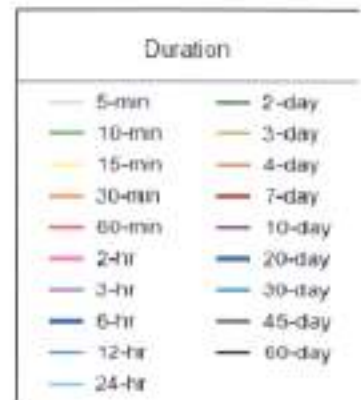 Duration
5-min 2-day
10-min 3-day
15-min 4-day
30-min 7-day
60-min 10-day
2-hr 20-day
3-hr 30-day
6-hr 45-day
12-hr 60-day
24-hr